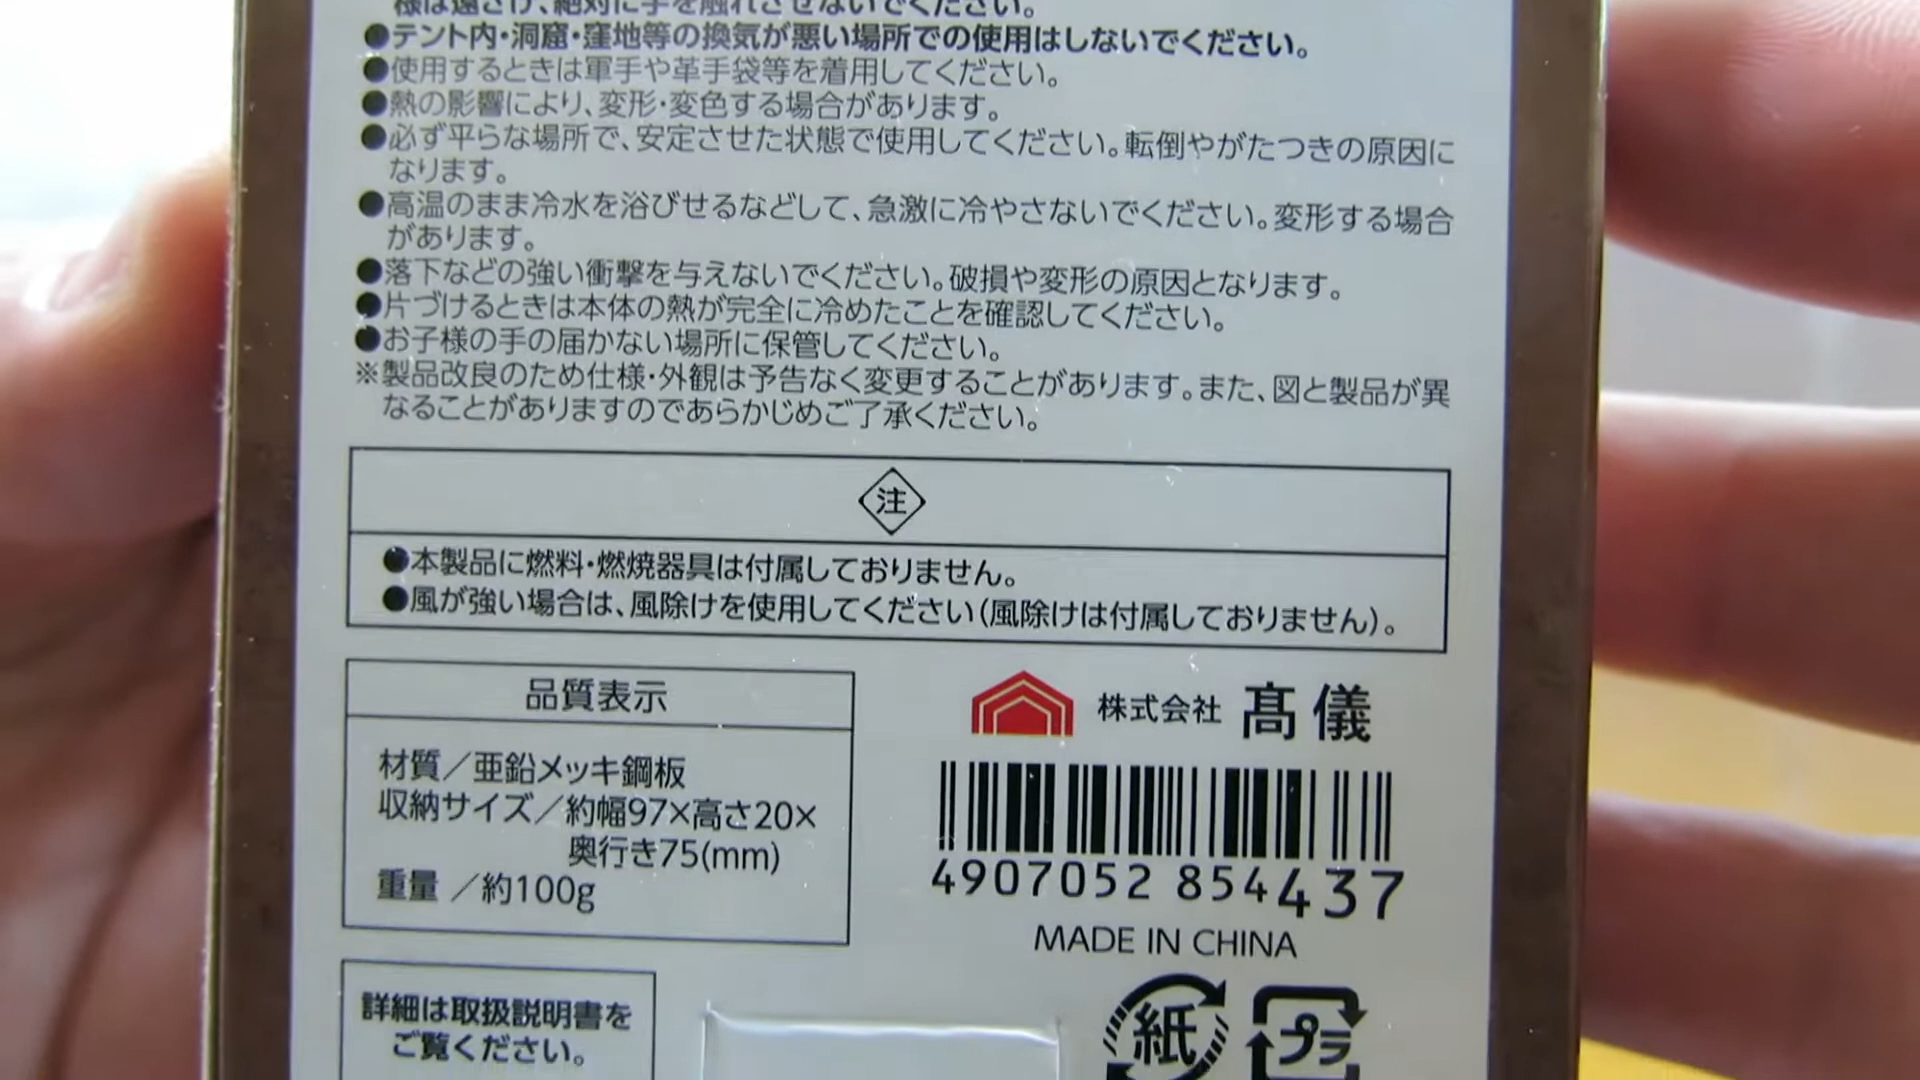 様は遠ざけ、絶対に手を触れさせないでください。
●テント内・洞窟・窪地等の換気が悪い場所での使用はしないでください。
●使用するときは軍手や革手袋等を着用してください。
●熱の影響により、変形・変色する場合があります。
●必ず平らな場所で、安定させた状態で使用してください。転倒やがたつきの原因に
なります。
●高温のまま冷水を浴びせるなどして、急激に冷やさないでください。変形する場合
があります。
●落下などの強い衝撃を与えないでください。破損や変形の原因となります。
●片づけるときは本体の熱が完全に冷めたことを確認してください。
●お子様の手の届かない場所に保管してください。
※製品改良のため仕様・外観は予告なく変更することがあります。また、図と製品が異
なることがありますのであらかじめご了承ください。
注
●本製品に燃料・燃焼器具は付属しておりません。
●風が強い場合は、風除けを使用してください(風除けは付属しておりません)。
品質表示
材質/亜鉛メッキ鋼板
収納サイズ/約幅97×高さ20×
奥行き75(mm)
重量 /約100g
株式会社 髙儀
4907052 854437
MADE IN CHINA
詳細は取扱説明書を
ご覧ください。
紙
プラ